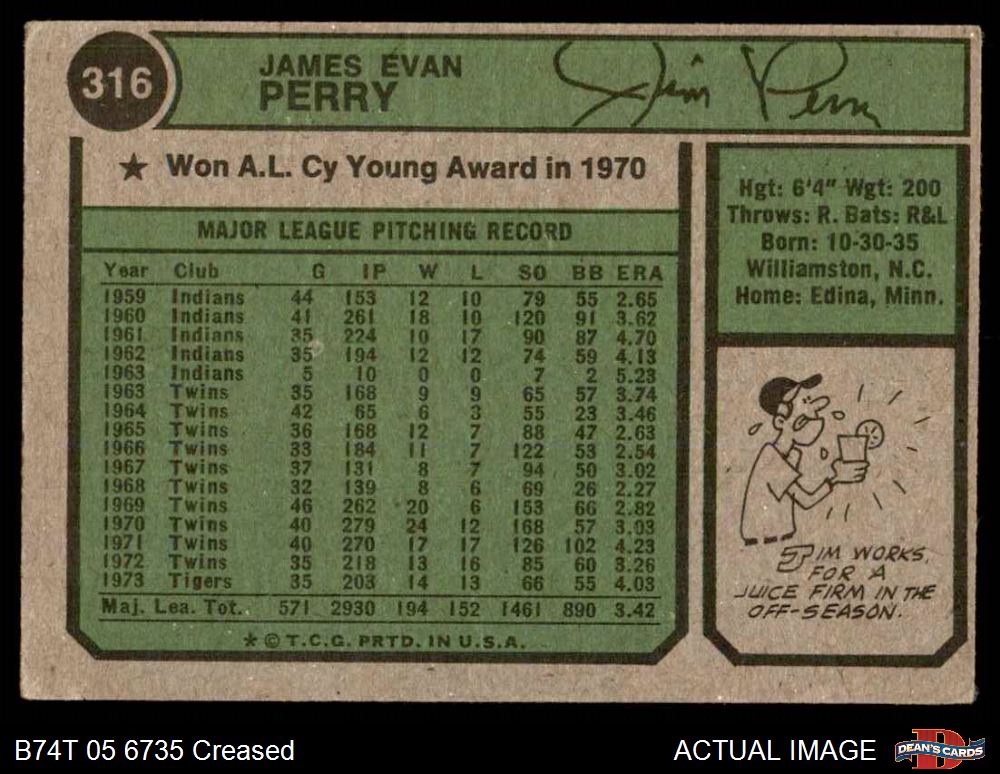 316
JAMES EVAN
PERRY
Jim Perry
★ Won A.L. Cy Young Award in 1970
MAJOR LEAGUE PITCHING RECORD
Year Club G IP W L SO BB ERA
1959 Indians 44 153 12 10 79 55 2.65
1960 Indians 41 261 18 10 120 91 3.62
1961 Indians 35 224 10 17 90 87 4.70
1962 Indians 35 194 12 12 74 59 4.13
1963 Indians 5 10 0 0 7 2 5.23
1963 Twins 35 168 9 9 65 57 3.74
1964 Twins 42 65 6 3 55 23 3.46
1965 Twins 36 168 12 7 88 47 2.63
1966 Twins 33 184 11 7 122 53 2.54
1967 Twins 37 131 8 7 94 50 3.02
1968 Twins 32 139 8 6 69 26 2.27
1969 Twins 46 262 20 6 153 66 2.82
1970 Twins 40 279 24 12 168 57 3.03
1971 Twins 40 270 17 17 126 102 4.23
1972 Twins 35 218 13 16 85 60 3.26
1973 Tigers 35 203 14 13 66 55 4.03
Maj. Lea. Tot. 571 2930 194 152 1461 890 3.42
★ © T.C.G. PRTD. IN U.S.A.
Hgt: 6'4" Wgt: 200
Throws: R. Bats: R&L
Born: 10-30-35
Williamston, N.C.
Home: Edina, Minn.
JIM WORKS
FOR A
JUICE FIRM IN THE
OFF-SEASON.
B74T 05 6735 Creased
ACTUAL IMAGE
D
DEAN'S CARDS